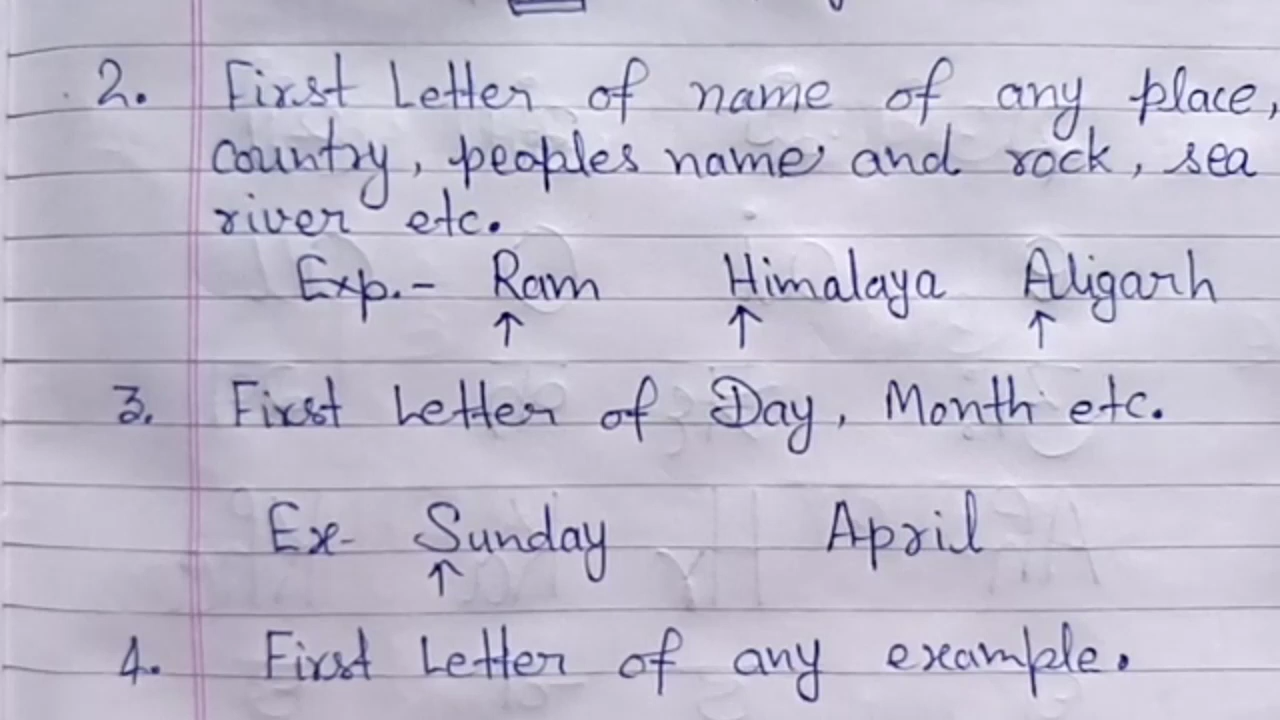 2. First Letter of name of any place,
country, peoples name and rock, sea
river etc.
Exp.- Ram Himalaya Aligarh
↑ ↑ ↑
3. First Letter of Day, Month etc.
Ex- Sunday April
↑
4. First Letter of any example.